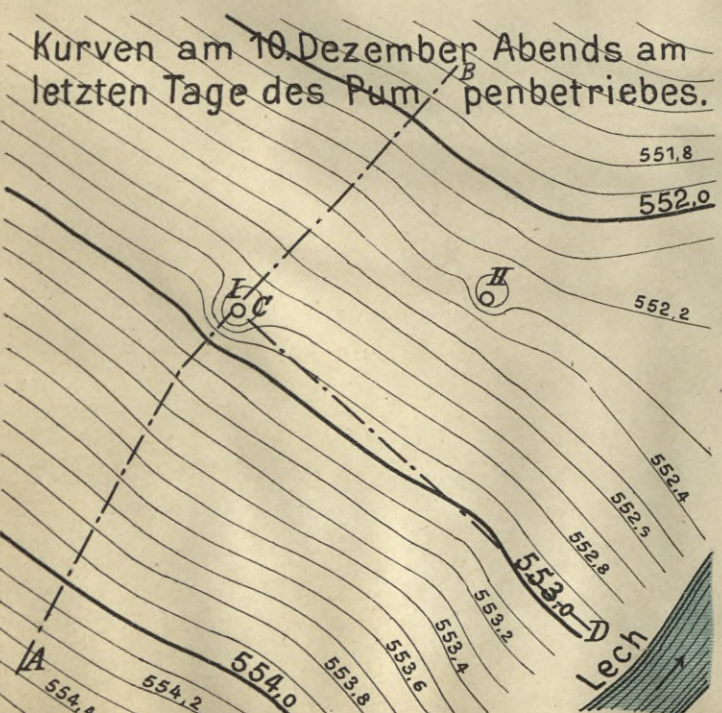 Kurven am 10. Dezember Abends am
letzten Tage des Pumpenbetriebes.
B
551,8
552,0
I
C
II
552,2
552,4
552,5
552,8
553,0
D
553,2
553,4
553,6
553,8
554,0
554,2
554,4
A
Lech